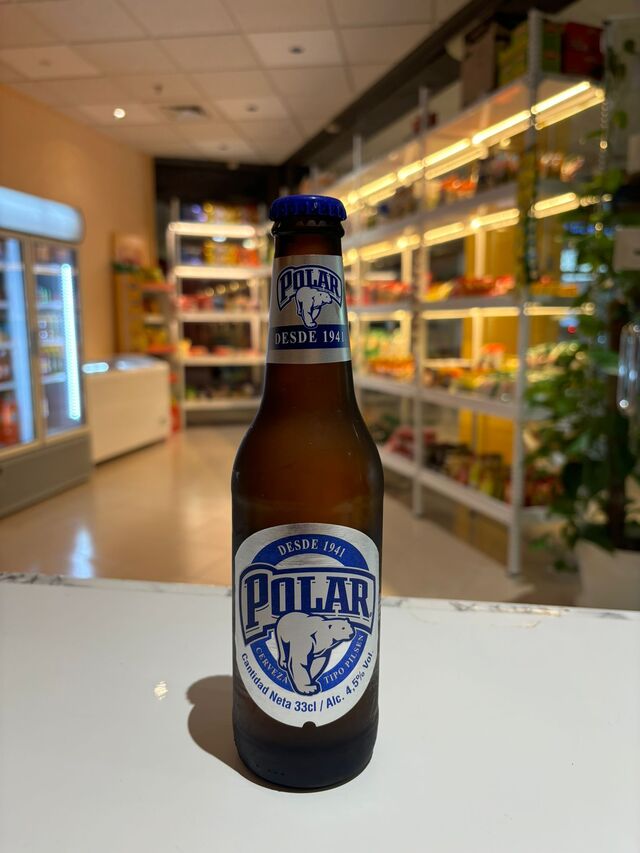 POLAR
DESDE 1941
DESDE 1941
POLAR
CERVEZA TIPO PILSEN
Cantidad Neta 33cl / Alc. 4,5% Vol.